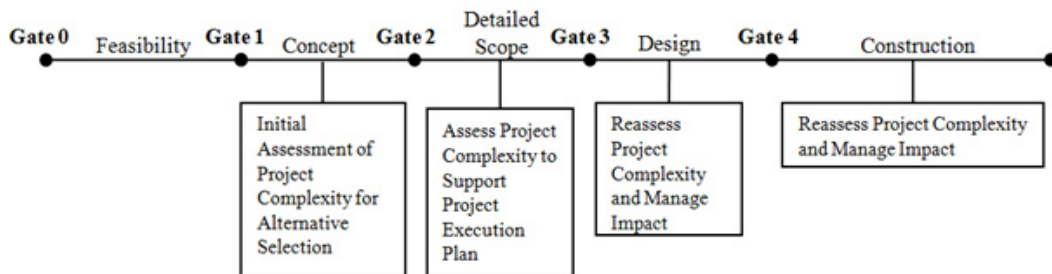 Gate 0 Feasibility Gate 1 Concept Gate 2 Detailed Scope Gate 3 Design Gate 4 Construction
Initial
Assessment of
Project
Complexity for
Alternative
Selection
Assess Project
Complexity to
Support
Project
Execution
Plan
Reassess
Project
Complexity
and Manage
Impact
Reassess Project Complexity
and Manage Impact